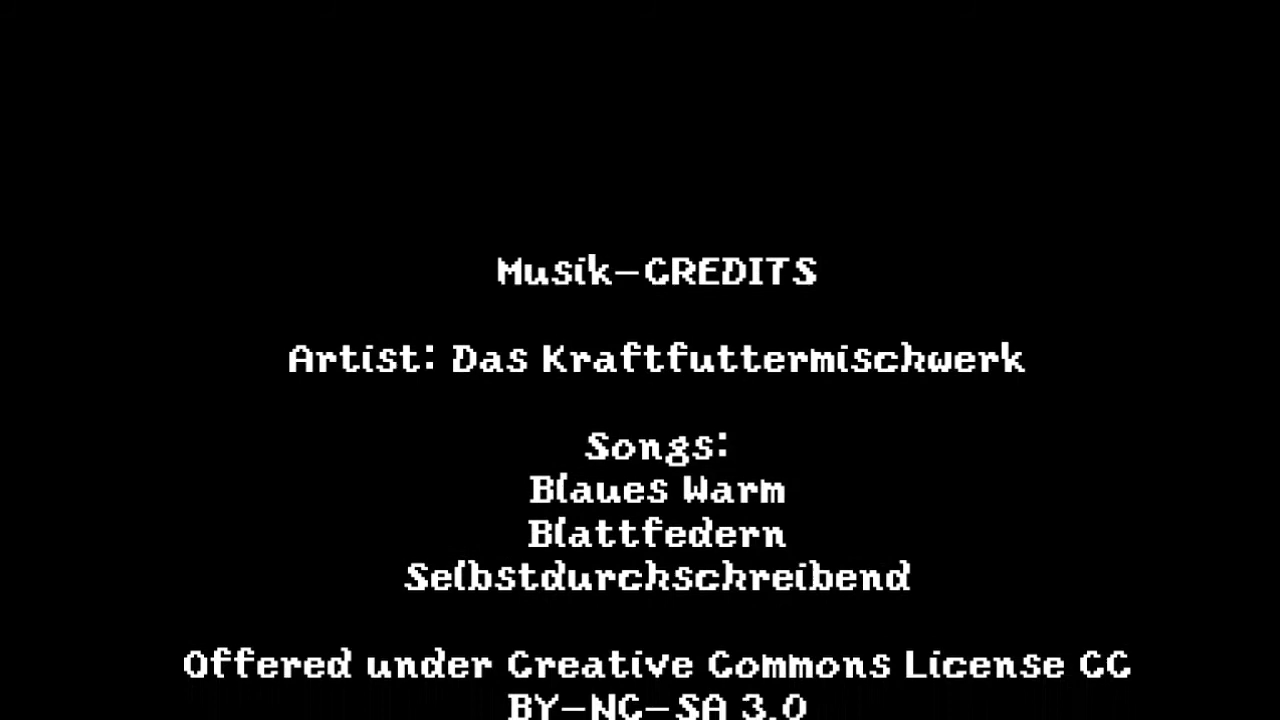 Musik-CREDITS
Artist: Das Kraftfuttermischwerk
Songs:
Blaues Warm
Blattfedern
Selbstdurchschreibend
Offered under Creative Commons License CC
BY-NC-SA 3.0